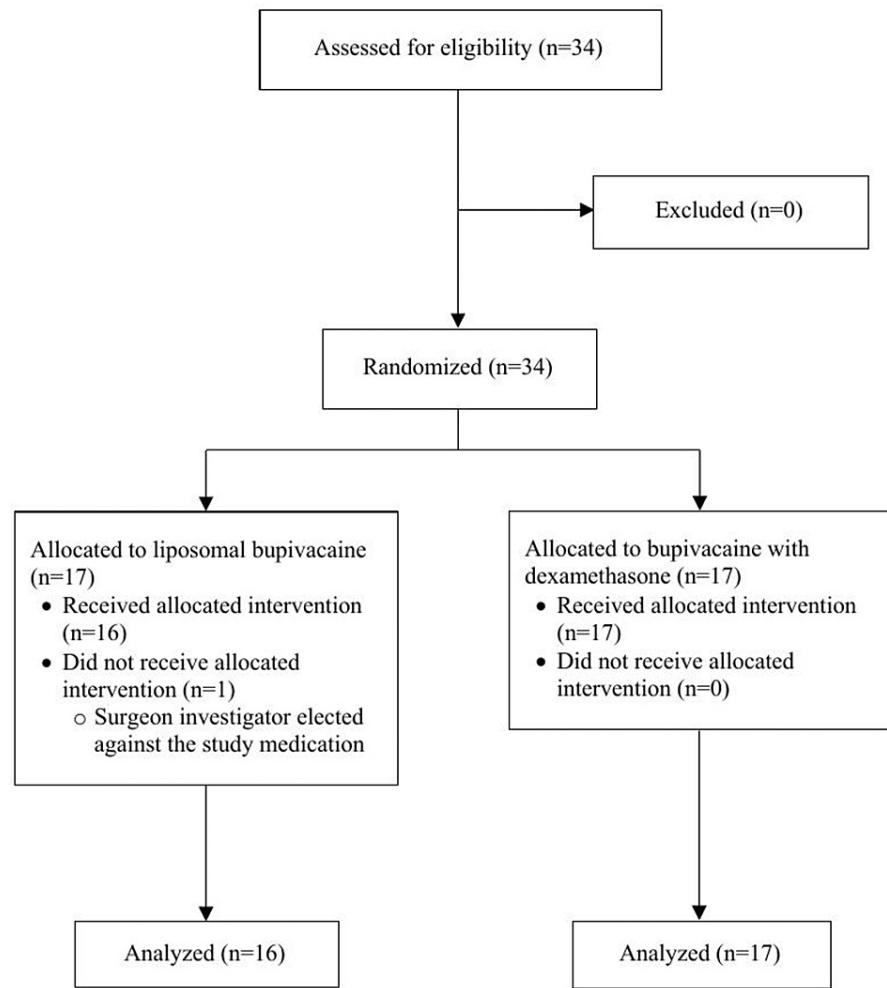 Assessed for eligibility (n=34)
Excluded (n=0)
Randomized (n=34)
Allocated to liposomal bupivacaine
(n=17)
• Received allocated intervention
(n=16)
• Did not receive allocated
intervention (n=1)
o Surgeon investigator elected
against the study medication
Allocated to bupivacaine with
dexamethasone (n=17)
• Received allocated intervention
(n=17)
• Did not receive allocated
intervention (n=0)
Analyzed (n=16)
Analyzed (n=17)